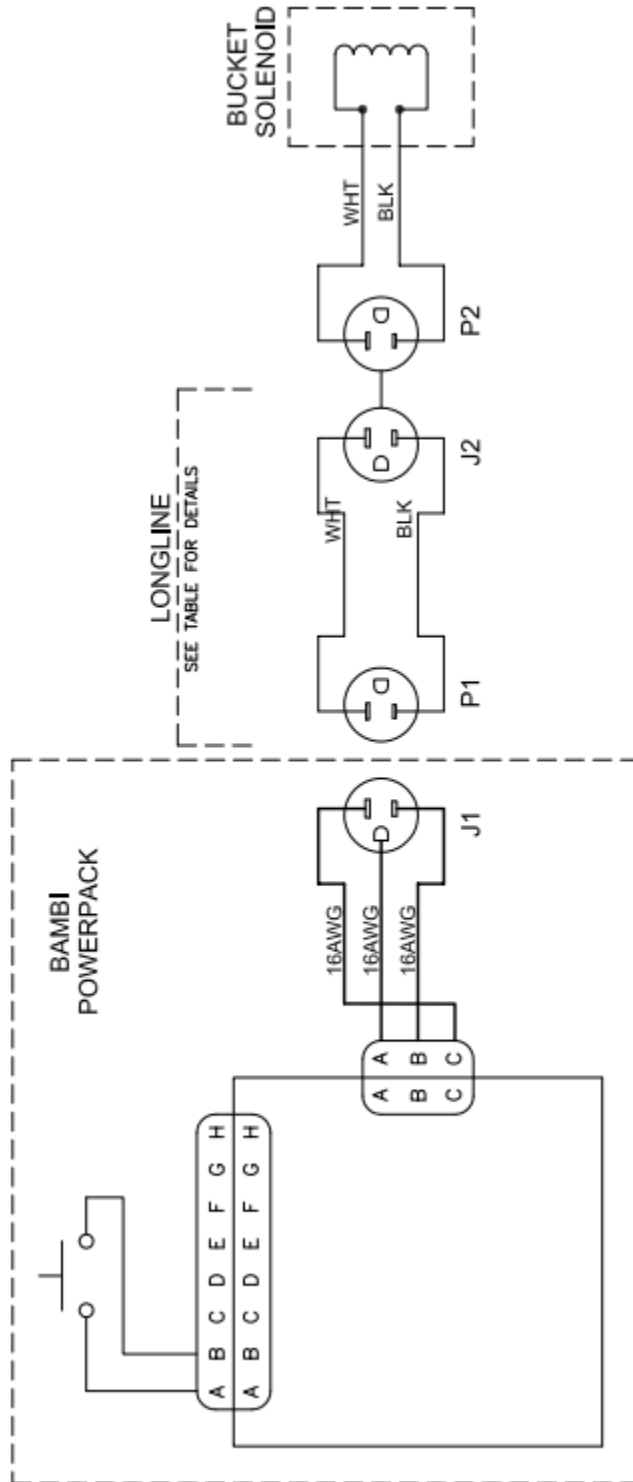 BUCKET
SOLENOID
WHT
BLK
P2
J2
LONGLINE
SEE TABLE FOR DETAILS
WHT
BLK
P1
BAMBI
POWERPACK
J1
16AWG
16AWG
16AWG
A B C
A B C
A B C D E F G H
A B C D E F G H